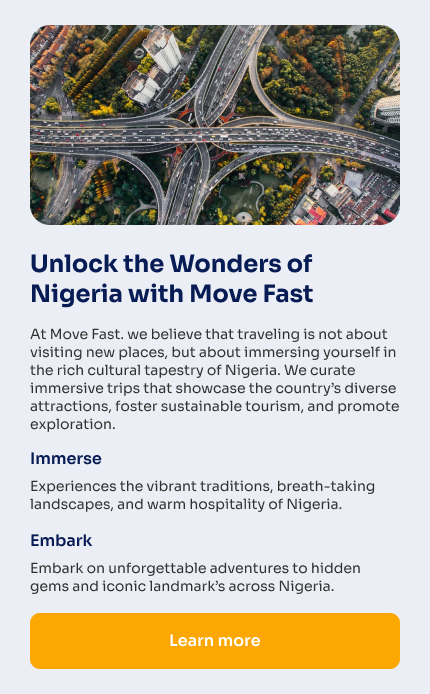 Unlock the Wonders of
Nigeria with Move Fast
At Move Fast. we believe that traveling is not about
visiting new places, but about immersing yourself in
the rich cultural tapestry of Nigeria. We curate
immersive trips that showcase the country’s diverse
attractions, foster sustainable tourism, and promote
exploration.
Immerse
Experiences the vibrant traditions, breath-taking
landscapes, and warm hospitality of Nigeria.
Embark
Embark on unforgettable adventures to hidden
gems and iconic landmark’s across Nigeria.
Learn more